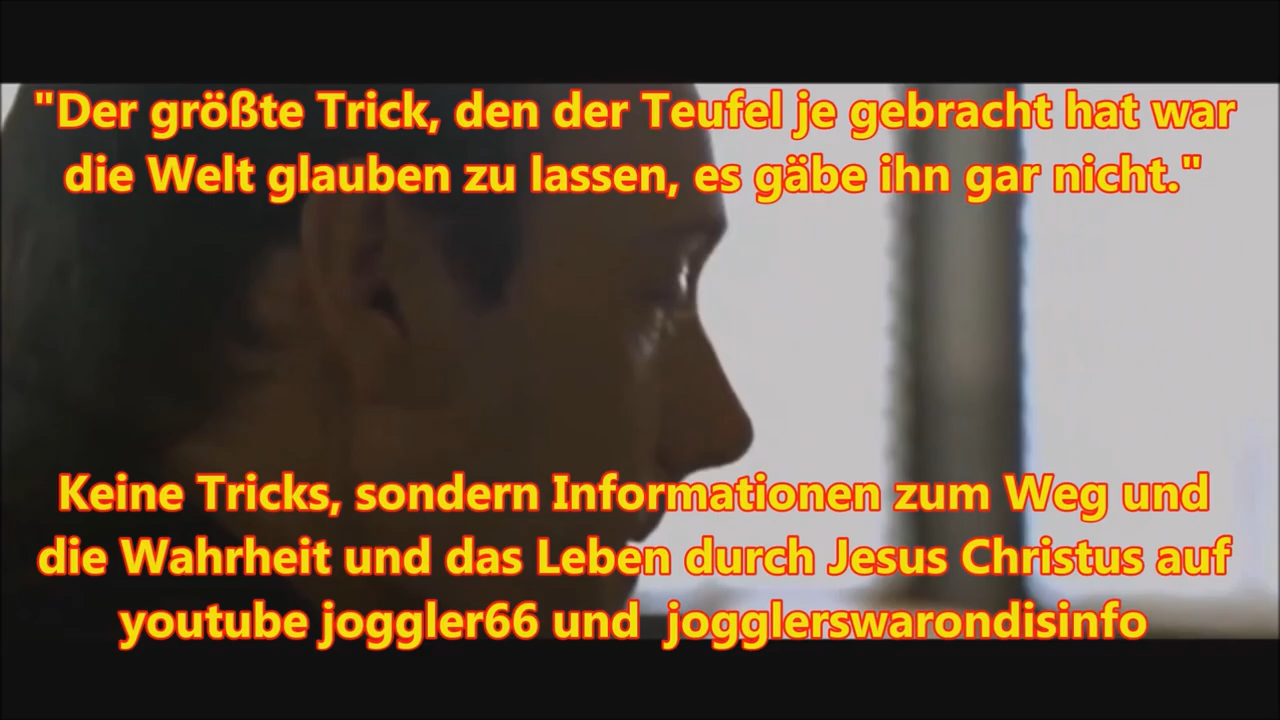 "Der größte Trick, den der Teufel je gebracht hat war
die Welt glauben zu lassen, es gäbe ihn gar nicht."
Keine Tricks, sondern Informationen zum Weg und
die Wahrheit und das Leben durch Jesus Christus auf
youtube joggler66 und  jogglerswarondisinfo